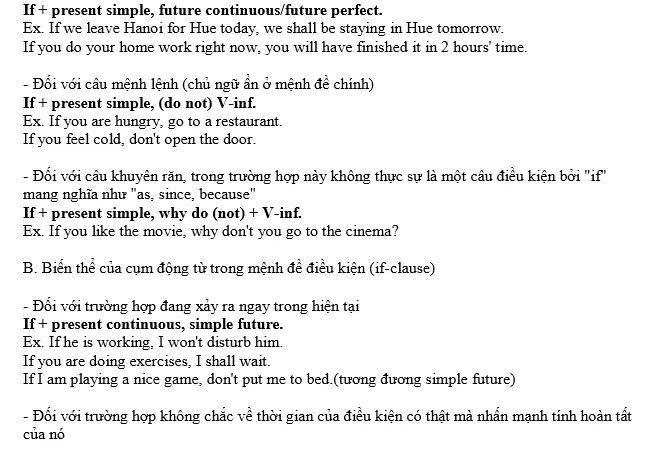 If + present simple, future continuous/future perfect.
Ex. If we leave Hanoi for Hue today, we shall be staying in Hue tomorrow.
If you do your home work right now, you will have finished it in 2 hours' time.
- Đối với câu mệnh lệnh (chủ ngữ ẩn ở mệnh đề chính)
If + present simple, (do not) V-inf.
Ex. If you are hungry, go to a restaurant.
If you feel cold, don't open the door.
- Đối với câu khuyên răn, trong trường hợp này không thực sự là một câu điều kiện bởi "if"
mang nghĩa như "as, since, because"
If + present simple, why do (not) + V-inf.
Ex. If you like the movie, why don't you go to the cinema?
B. Biến thể của cụm động từ trong mệnh đề điều kiện (if-clause)
- Đối với trường hợp đang xảy ra ngay trong hiện tại
If + present continuous, simple future.
Ex. If he is working, I won't disturb him.
If you are doing exercises, I shall wait.
If I am playing a nice game, don't put me to bed.(tương đương simple future)
- Đối với trường hợp không chắc về thời gian của điều kiện có thật mà nhấn mạnh tính hoàn tất
của nó